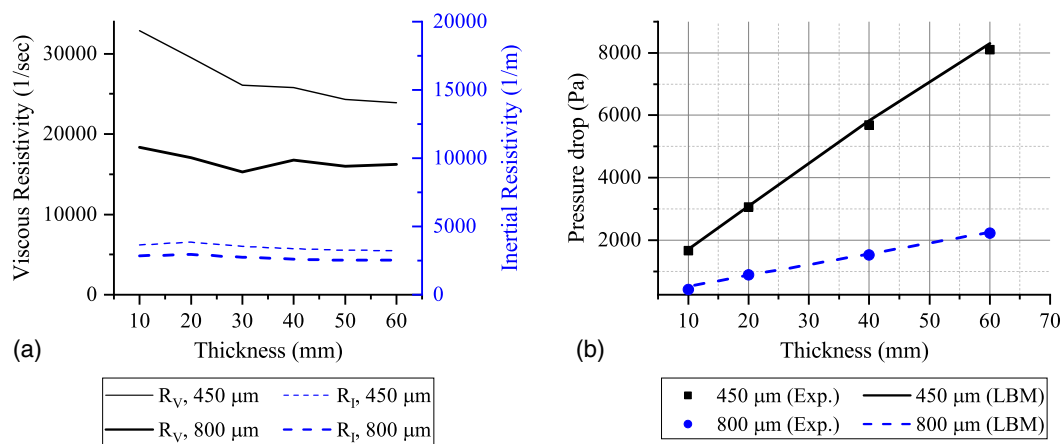 30000
20000
10000
0
Viscous Resistivity (1/sec)
20000
15000
10000
5000
0
Inertial Resistivity (1/m)
10 20 30 40 50 60
Thickness (mm)
(a)
R_V, 450 μm
R_I, 450 μm
R_V, 800 μm
R_I, 800 μm
8000
6000
4000
2000
Pressure drop (Pa)
10 20 30 40 50 60 70
Thickness (mm)
(b)
450 μm (Exp.)
450 μm (LBM)
800 μm (Exp.)
800 μm (LBM)